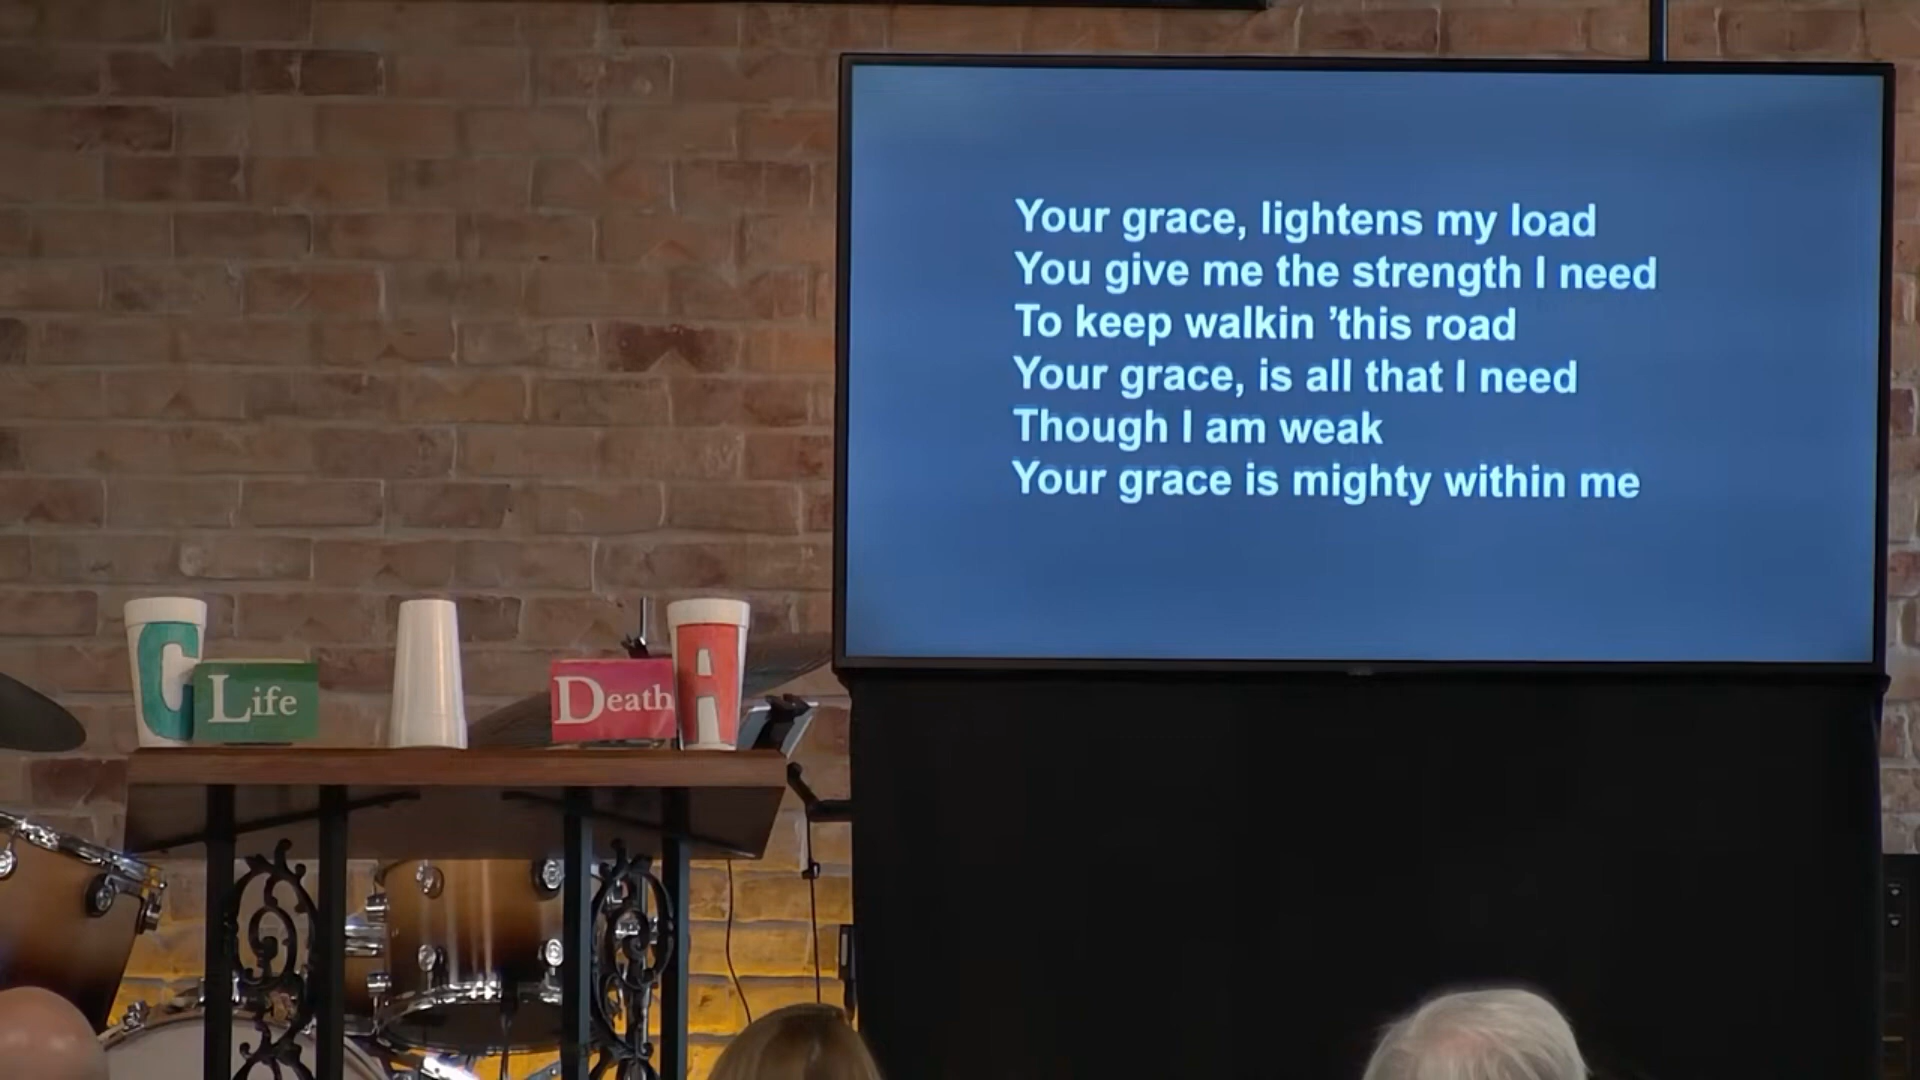 Your grace, lightens my load
You give me the strength I need
To keep walkin ’this road
Your grace, is all that I need
Though I am weak
Your grace is mighty within me
C
Life
Death
A